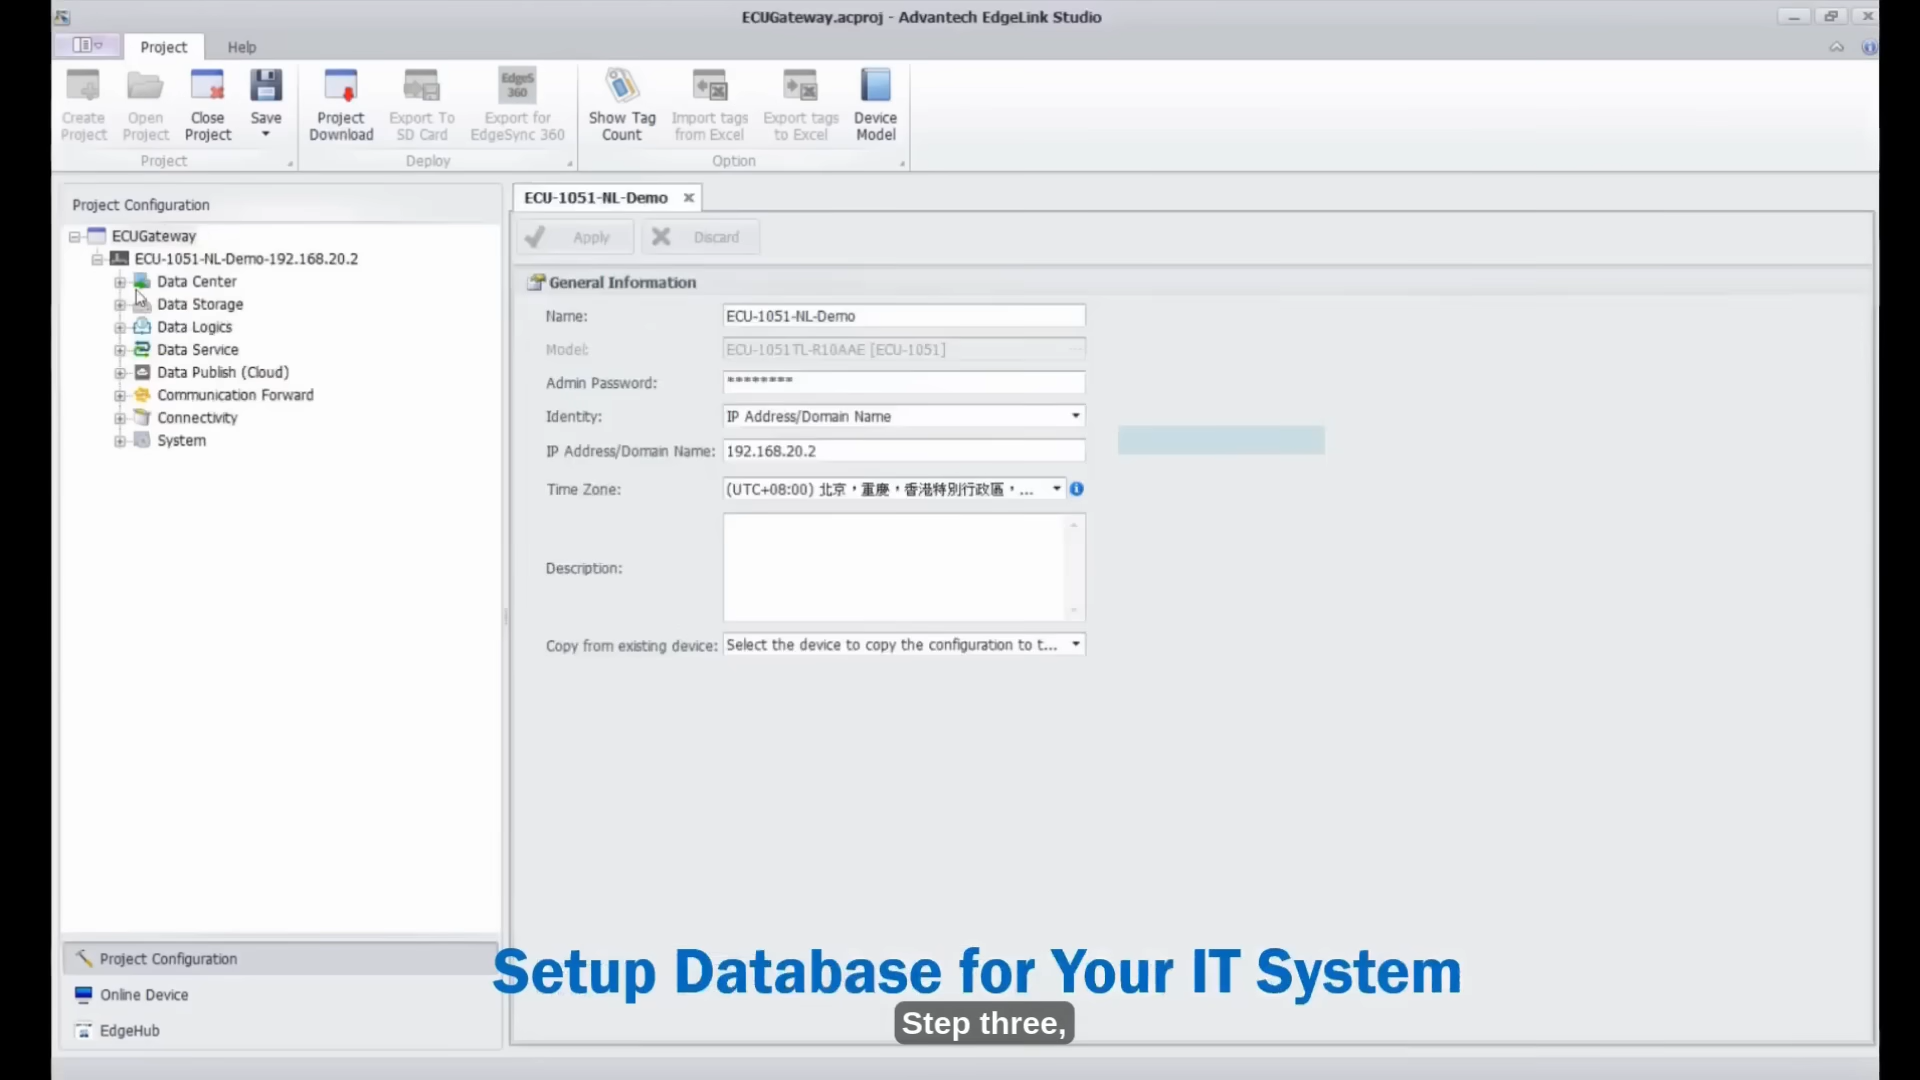 ECUGateway.acproj - Advantech EdgeLink Studio
Project
Help
Create Project
Open Project
Close Project
Save
Project Download
Export To SD Card
EdgeS 360
Export for EdgeSync 360
Show Tag Count
Import tags from Excel
Export tags to Excel
Device Model
Project
Deploy
Option
Project Configuration
ECUGateway
ECU-1051-NL-Demo-192.168.20.2
Data Center
Data Storage
Data Logics
Data Service
Data Publish (Cloud)
Communication Forward
Connectivity
System
Project Configuration
Online Device
EdgeHub
ECU-1051-NL-Demo
Apply
Discard
General Information
Name: ECU-1051-NL-Demo
Model: ECU-1051TL-R10AAE [ECU-1051]
Admin Password: ********
Identity: IP Address/Domain Name
IP Address/Domain Name: 192.168.20.2
Time Zone: (UTC+08:00) 北京，重慶，香港特別行政區，...
Description:
Copy from existing device: Select the device to copy the configuration to t...
Setup Database for Your IT System
Step three,